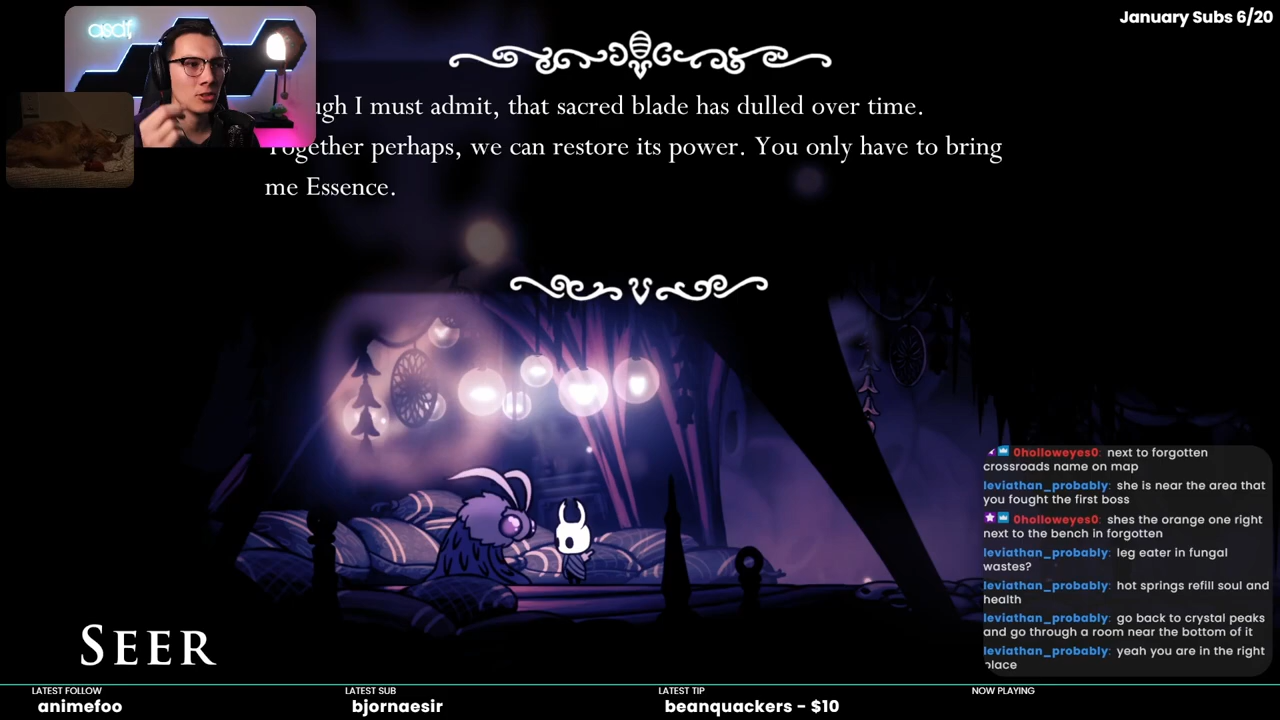 January Subs 6/20
asdf
ugh I must admit, that sacred blade has dulled over time.
Together perhaps, we can restore its power. You only have to bring
me Essence.
SEER
0holloweyes0: next to forgotten
crossroads name on map
leviathan_probably: she is near the area that
you fought the first boss
0holloweyes0: shes the orange one right
next to the bench in forgotten
leviathan_probably: leg eater in fungal
wastes?
leviathan_probably: hot springs refill soul and
health
leviathan_probably: go back to crystal peaks
and go through a room near the bottom of it
leviathan_probably: yeah you are in the right
place
LATEST FOLLOW
animefoo
LATEST SUB
bjornaesir
LATEST TIP
beanquackers - $10
NOW PLAYING